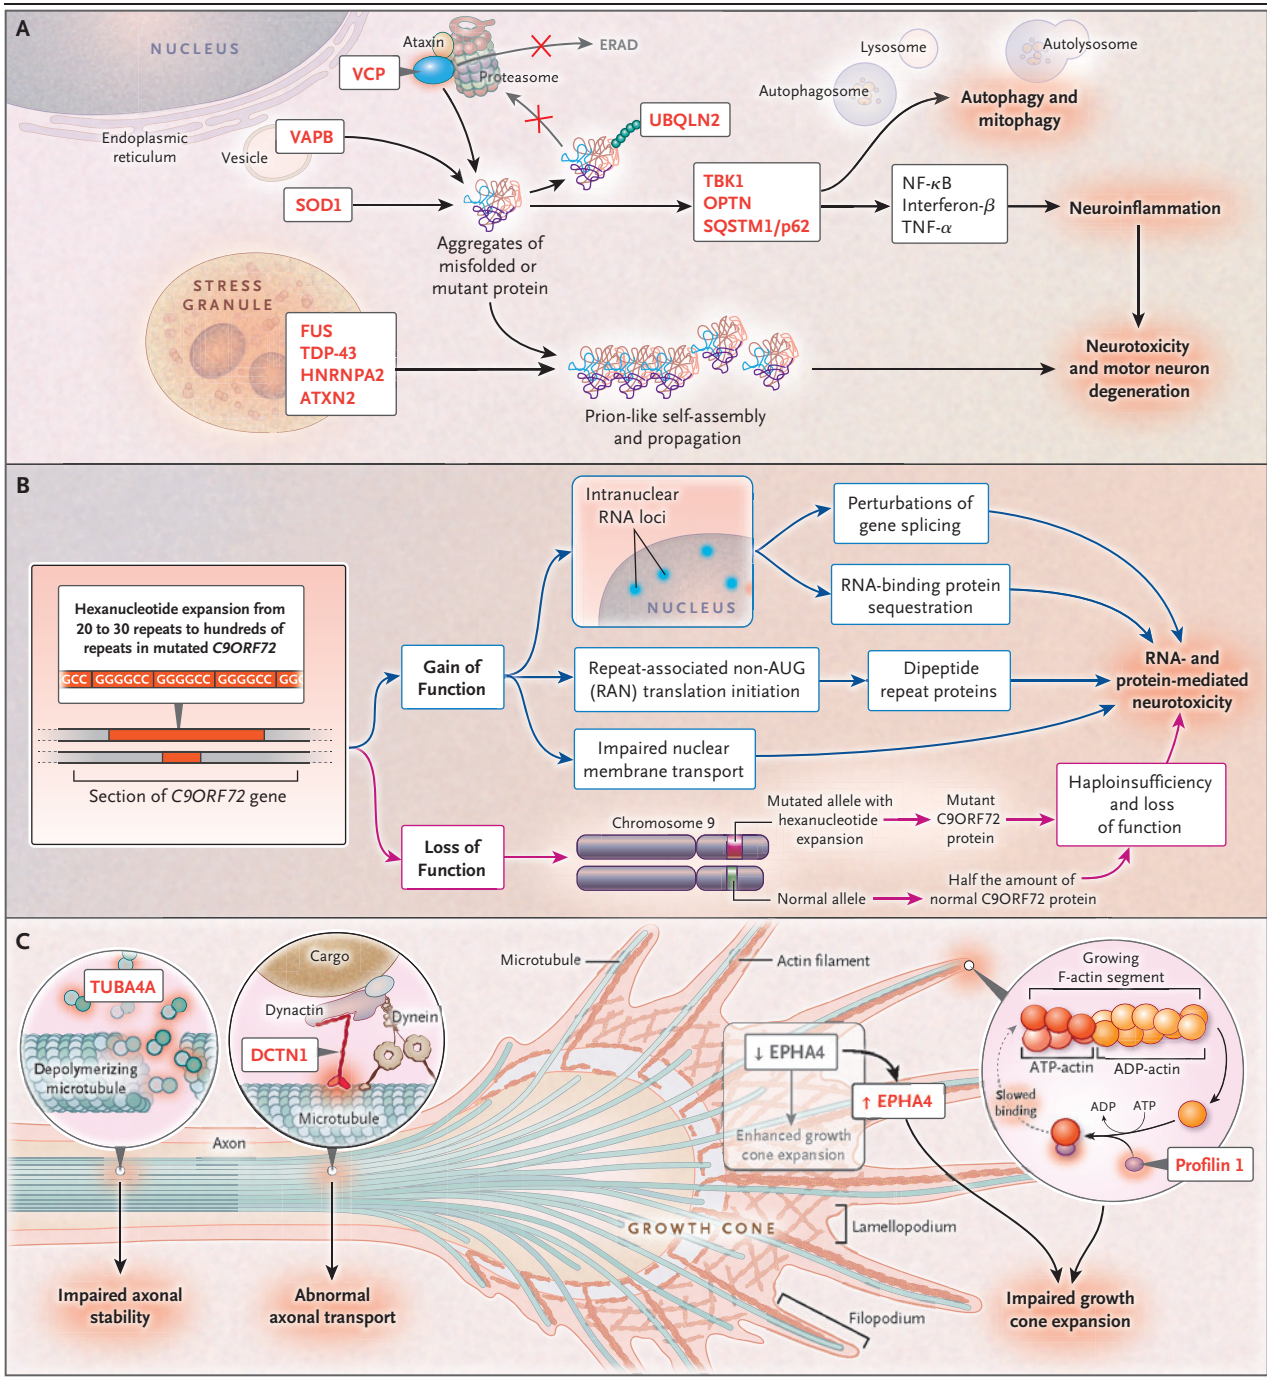 A
NUCLEUS
Ataxin
ERAD
VCP
Proteasome
Lysosome
Autolysosome
Autophagosome
Autophagy and
mitophagy
Endoplasmic
reticulum
Vesicle
VAPB
UBQLN2
SOD1
TBK1
OPTN
SQSTM1/p62
NF-κB
Interferon-β
TNF-α
Neuroinflammation
Aggregates of
misfolded or
mutant protein
STRESS
GRANULE
FUS
TDP-43
HNRNPA2
ATXN2
Prion-like self-assembly
and propagation
Neurotoxicity
and motor neuron
degeneration
B
Hexanucleotide expansion from
20 to 30 repeats to hundreds of
repeats in mutated C9ORF72
GCC GGGGCC GGGGCC GGGGCC GG
Section of C9ORF72 gene
Gain of
Function
Loss of
Function
Intranuclear
RNA loci
NUCLEUS
Perturbations of
gene splicing
RNA-binding protein
sequestration
Repeat-associated non-AUG
(RAN) translation initiation
Dipeptide
repeat proteins
Impaired nuclear
membrane transport
RNA- and
protein-mediated
neurotoxicity
Chromosome 9
Mutated allele with
hexanucleotide
expansion
Mutant
C9ORF72
protein
Haploinsufficiency
and loss
of function
Normal allele
Half the amount of
normal C9ORF72 protein
C
TUBA4A
Depolymerizing
microtubule
Cargo
Dynactin
Dynein
DCTN1
Microtubule
Axon
Microtubule
Actin filament
↓ EPHA4
↑ EPHA4
Enhanced growth
cone expansion
Growing
F-actin segment
ATP-actin
ADP-actin
Slowed
binding
ADP
ATP
Profilin 1
GROWTH CONE
Lamellopodium
Filopodium
Impaired axonal
stability
Abnormal
axonal transport
Impaired growth
cone expansion